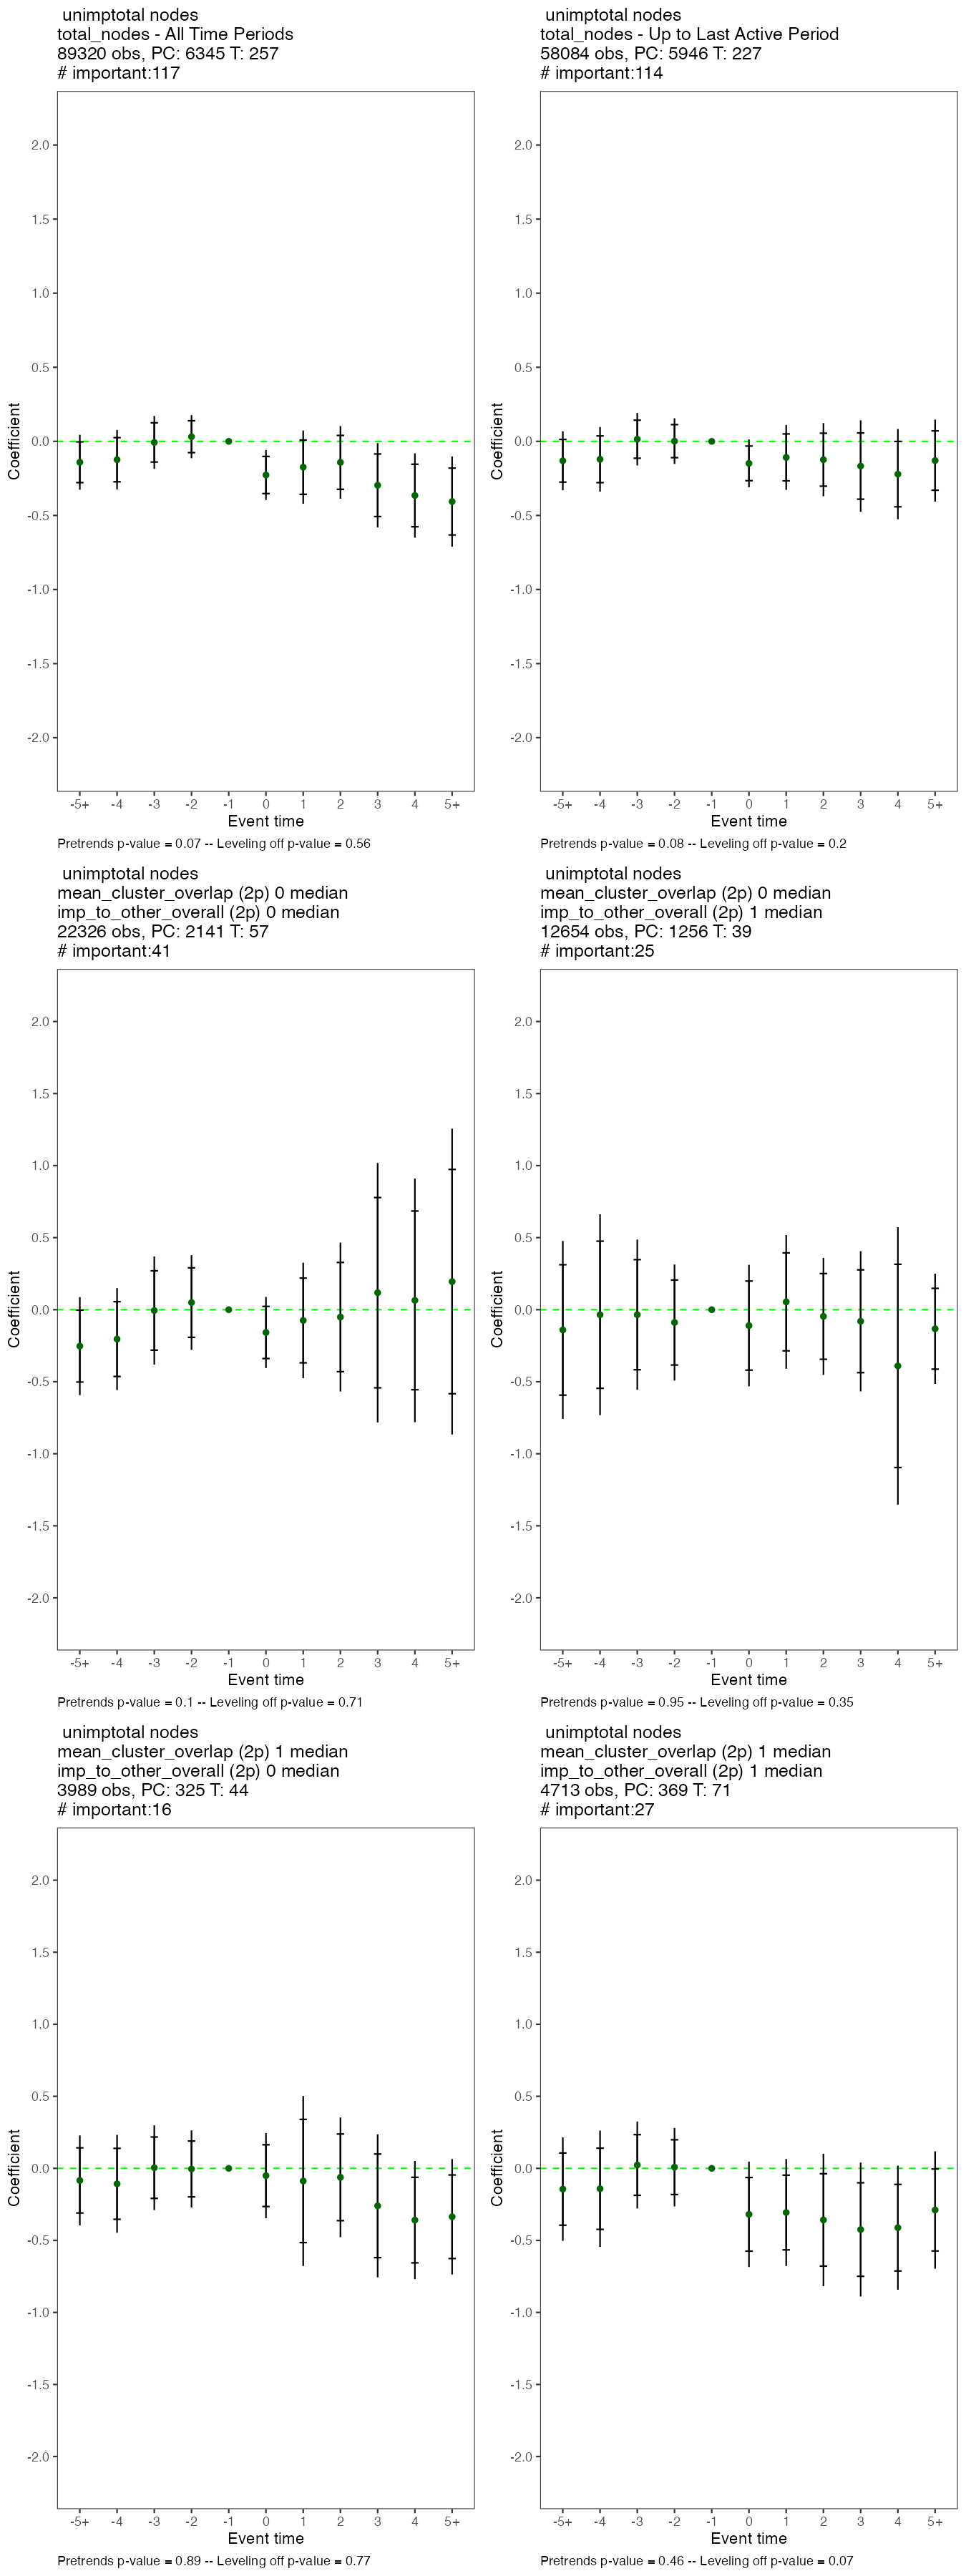 unimptotal nodes
total_nodes - All Time Periods
89320 obs, PC: 6345 T: 257
# important:117
2.0
1.5
1.0
0.5
0.0
-0.5
-1.0
-1.5
-2.0
Coefficient
-5+ -4 -3 -2 -1 0 1 2 3 4 5+
Event time
Pretrends p-value = 0.07 -- Leveling off p-value = 0.56
unimptotal nodes
total_nodes - Up to Last Active Period
58084 obs, PC: 5946 T: 227
# important:114
2.0
1.5
1.0
0.5
0.0
-0.5
-1.0
-1.5
-2.0
Coefficient
-5+ -4 -3 -2 -1 0 1 2 3 4 5+
Event time
Pretrends p-value = 0.08 -- Leveling off p-value = 0.2
unimptotal nodes
mean_cluster_overlap (2p) 0 median
imp_to_other_overall (2p) 0 median
22326 obs, PC: 2141 T: 57
# important:41
2.0
1.5
1.0
0.5
0.0
-0.5
-1.0
-1.5
-2.0
Coefficient
-5+ -4 -3 -2 -1 0 1 2 3 4 5+
Event time
Pretrends p-value = 0.1 -- Leveling off p-value = 0.71
unimptotal nodes
mean_cluster_overlap (2p) 0 median
imp_to_other_overall (2p) 1 median
12654 obs, PC: 1256 T: 39
# important:25
2.0
1.5
1.0
0.5
0.0
-0.5
-1.0
-1.5
-2.0
Coefficient
-5+ -4 -3 -2 -1 0 1 2 3 4 5+
Event time
Pretrends p-value = 0.95 -- Leveling off p-value = 0.35
unimptotal nodes
mean_cluster_overlap (2p) 1 median
imp_to_other_overall (2p) 0 median
3989 obs, PC: 325 T: 44
# important:16
2.0
1.5
1.0
0.5
0.0
-0.5
-1.0
-1.5
-2.0
Coefficient
-5+ -4 -3 -2 -1 0 1 2 3 4 5+
Event time
Pretrends p-value = 0.89 -- Leveling off p-value = 0.77
unimptotal nodes
mean_cluster_overlap (2p) 1 median
imp_to_other_overall (2p) 1 median
4713 obs, PC: 369 T: 71
# important:27
2.0
1.5
1.0
0.5
0.0
-0.5
-1.0
-1.5
-2.0
Coefficient
-5+ -4 -3 -2 -1 0 1 2 3 4 5+
Event time
Pretrends p-value = 0.46 -- Leveling off p-value = 0.07